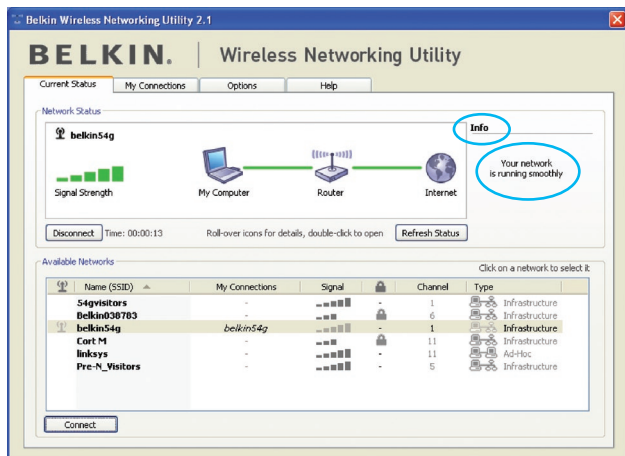 Belkin Wireless Networking Utility 2.1
BELKIN. Wireless Networking Utility
Current Status My Connections Options Help
Network Status
belkin54g
Info
Your network
is running smoothly
Signal Strength My Computer Router Internet
Disconnect Time: 00:00:13 Roll-over icons for details, double-click to open Refresh Status
Available Networks
Click on a network to select it
Name (SSID) My Connections Signal Channel Type
54gvisitors - - 1 Infrastructure
Belkin038783 - 6 Infrastructure
belkin54g belkin54g - 1 Infrastructure
Cort M - 11 Infrastructure
linksys - - 11 Ad-Hoc
Pre-N_Visitors - - 5 Infrastructure
Connect